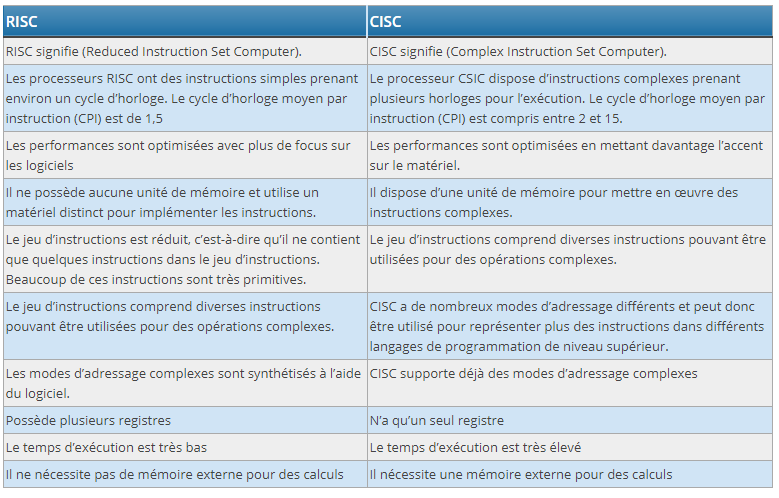 RISC
CISC
RISC signifie (Reduced Instruction Set Computer).
CISC signifie (Complex Instruction Set Computer).
Les processeurs RISC ont des instructions simples prenant
environ un cycle d’horloge. Le cycle d’horloge moyen par
instruction (CPI) est de 1,5
Le processeur CSIC dispose d’instructions complexes prenant
plusieurs horloges pour l’exécution. Le cycle d’horloge moyen par
instruction (CPI) est compris entre 2 et 15.
Les performances sont optimisées avec plus de focus sur
les logiciels
Les performances sont optimisées en mettant davantage l’accent
sur le matériel.
Il ne possède aucune unité de mémoire et utilise un
matériel distinct pour implémenter les instructions.
Il dispose d’une unité de mémoire pour mettre en œuvre des
instructions complexes.
Le jeu d’instructions est réduit, c’est-à-dire qu’il ne contient
que quelques instructions dans le jeu d’instructions.
Beaucoup de ces instructions sont très primitives.
Le jeu d’instructions comprend diverses instructions pouvant être
utilisées pour des opérations complexes.
Le jeu d’instructions comprend diverses instructions
pouvant être utilisées pour des opérations complexes.
CISC a de nombreux modes d’adressage différents et peut donc
être utilisé pour représenter plus des instructions dans différents
langages de programmation de niveau supérieur.
Les modes d’adressage complexes sont synthétisés à l’aide
du logiciel.
CISC supporte déjà des modes d’adressage complexes
Possède plusieurs registres
N’a qu’un seul registre
Le temps d’exécution est très bas
Le temps d’exécution est très élevé
Il ne nécessite pas de mémoire externe pour des calculs
Il nécessite une mémoire externe pour des calculs